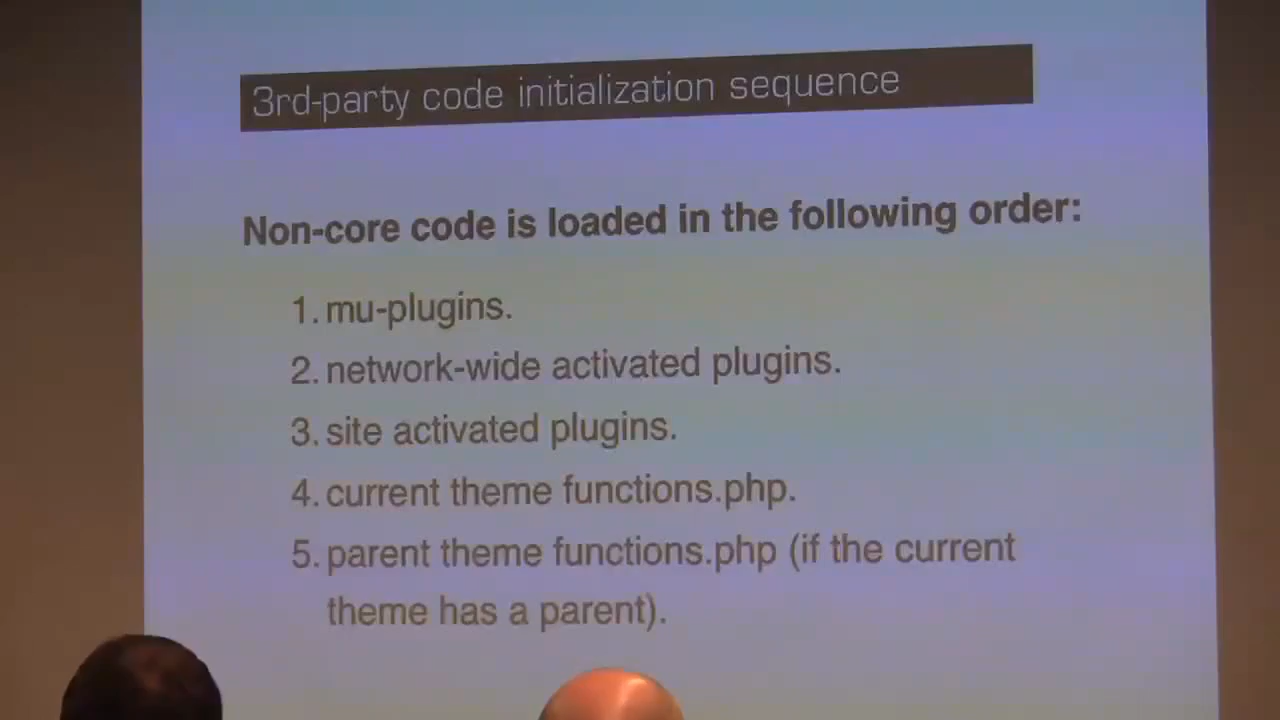 3rd-party code initialization sequence
Non-core code is loaded in the following order:
1. mu-plugins.
2. network-wide activated plugins.
3. site activated plugins.
4. current theme functions.php.
5. parent theme functions.php (if the current
theme has a parent).